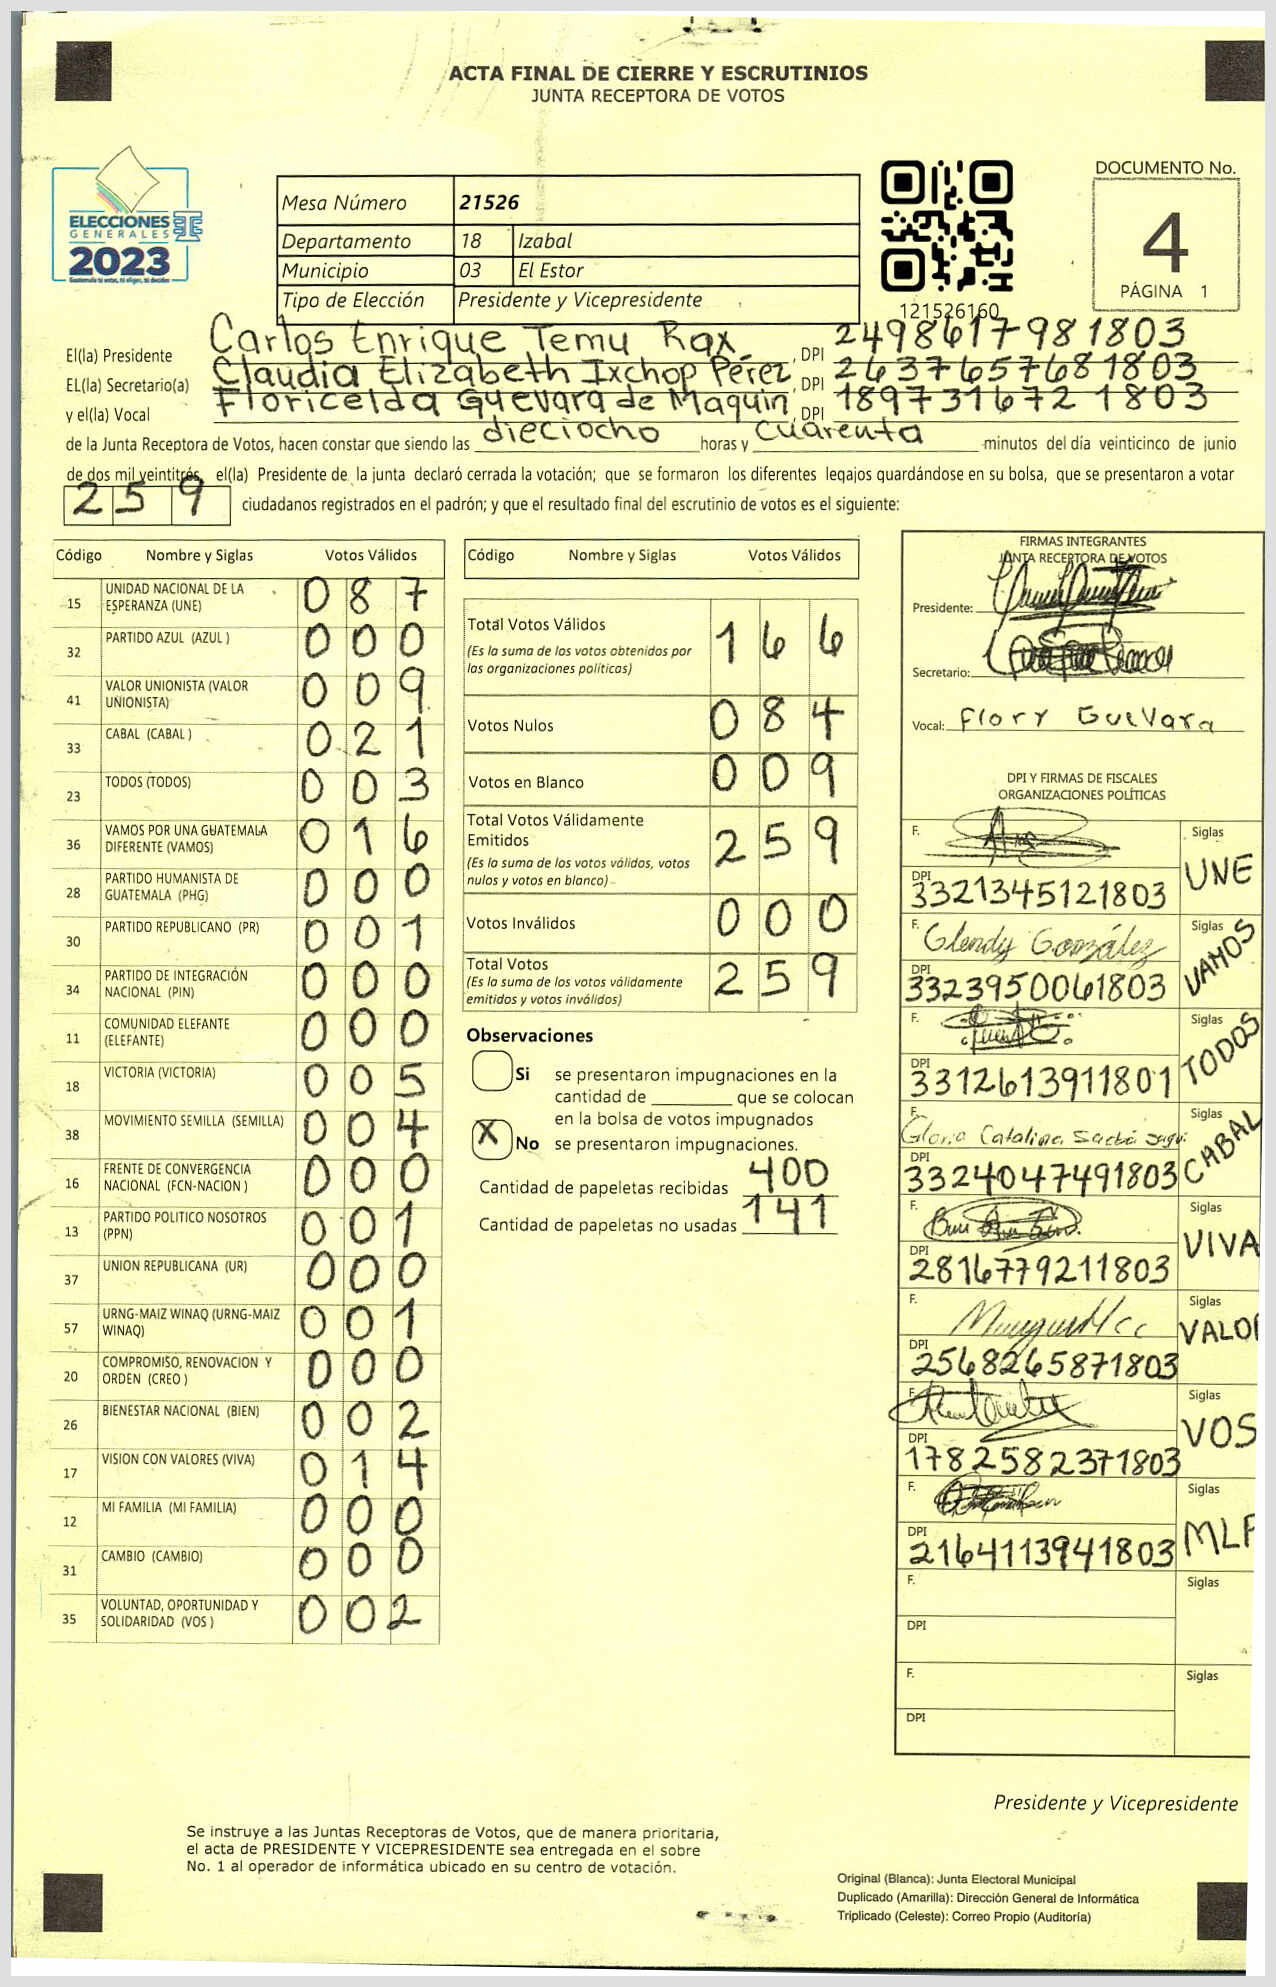 ACTA FINAL DE CIERRE Y ESCRUTINIOS
JUNTA RECEPTORA DE VOTOS
ELECCIONES
GENERALES
2023
Guatemala tú votas, tú eliges, tú decides
Mesa Número 21526
Departamento 18 Izabal
Municipio 03 El Estor
Tipo de Elección Presidente y Vicepresidente
121526160
DOCUMENTO No.
4
PÁGINA 1
El(la) Presidente Carlos Enrique Temu Rax, DPI 2498617981803
EL(la) Secretario(a) Claudia Elizabeth Ixchop Pérez, DPI 2637657681803
y el(la) Vocal Floricelda Guevara de Maquin, DPI 1897316721803
de la Junta Receptora de Votos, hacen constar que siendo las dieciocho horas y cuarenta minutos del día veinticinco de junio
de dos mil veintitrés, el(la) Presidente de la junta declaró cerrada la votación; que se formaron los diferentes legajos guardándose en su bolsa, que se presentaron a votar
259 ciudadanos registrados en el padrón; y que el resultado final del escrutinio de votos es el siguiente:
Código Nombre y Siglas Votos Válidos
15 UNIDAD NACIONAL DE LA ESPERANZA (UNE) 087
32 PARTIDO AZUL (AZUL ) 000
41 VALOR UNIONISTA (VALOR UNIONISTA) 009
33 CABAL (CABAL ) 021
23 TODOS (TODOS) 003
36 VAMOS POR UNA GUATEMALA DIFERENTE (VAMOS) 016
28 PARTIDO HUMANISTA DE GUATEMALA (PHG) 000
30 PARTIDO REPUBLICANO (PR) 001
34 PARTIDO DE INTEGRACIÓN NACIONAL (PIN) 000
11 COMUNIDAD ELEFANTE (ELEFANTE) 000
18 VICTORIA (VICTORIA) 005
38 MOVIMIENTO SEMILLA (SEMILLA) 004
16 FRENTE DE CONVERGENCIA NACIONAL (FCN-NACION ) 000
13 PARTIDO POLITICO NOSOTROS (PPN) 001
37 UNION REPUBLICANA (UR) 000
57 URNG-MAIZ WINAQ (URNG-MAIZ WINAQ) 001
20 COMPROMISO, RENOVACION Y ORDEN (CREO ) 000
26 BIENESTAR NACIONAL (BIEN) 002
17 VISION CON VALORES (VIVA) 014
12 MI FAMILIA (MI FAMILIA) 000
31 CAMBIO (CAMBIO) 000
35 VOLUNTAD, OPORTUNIDAD Y SOLIDARIDAD (VOS ) 002
Código Nombre y Siglas Votos Válidos
Total Votos Válidos 166
(Es la suma de los votos obtenidos por
las organizaciones políticas)
Votos Nulos 084
Votos en Blanco 009
Total Votos Válidamente
Emitidos 259
(Es la suma de los votos válidos, votos
nulos y votos en blanco)
Votos Inválidos 000
Total Votos 259
(Es la suma de los votos válidamente
emitidos y votos inválidos)
Observaciones
Si se presentaron impugnaciones en la
cantidad de ________ que se colocan
en la bolsa de votos impugnados
X No se presentaron impugnaciones.
Cantidad de papeletas recibidas 400
Cantidad de papeletas no usadas 141
FIRMAS INTEGRANTES
JUNTA RECEPTORA DE VOTOS
Presidente:
Secretario:
Vocal: Flory Guevara
DPI Y FIRMAS DE FISCALES
ORGANIZACIONES POLÍTICAS
F. Siglas UNE
DPI 3321345121803
F. Glendy González Siglas VAMOS
DPI 3323950061803
F. Siglas TODOS
DPI 3312613911801
F. Gloria Catalina Siglas CABAL
DPI 3324047491803
F. Siglas VIVA
DPI 2816779211803
F. Siglas VALOR
DPI 2568265871803
F. Siglas VOS
DPI 1782582371803
F. Siglas MLP
DPI 2164113941803
F. Siglas
DPI
F. Siglas
DPI
Presidente y Vicepresidente
Se instruye a las Juntas Receptoras de Votos, que de manera prioritaria,
el acta de PRESIDENTE Y VICEPRESIDENTE sea entregada en el sobre
No. 1 al operador de informática ubicado en su centro de votación.
Original (Blanca): Junta Electoral Municipal
Duplicado (Amarilla): Dirección General de Informática
Triplicado (Celeste): Correo Propio (Auditoría)